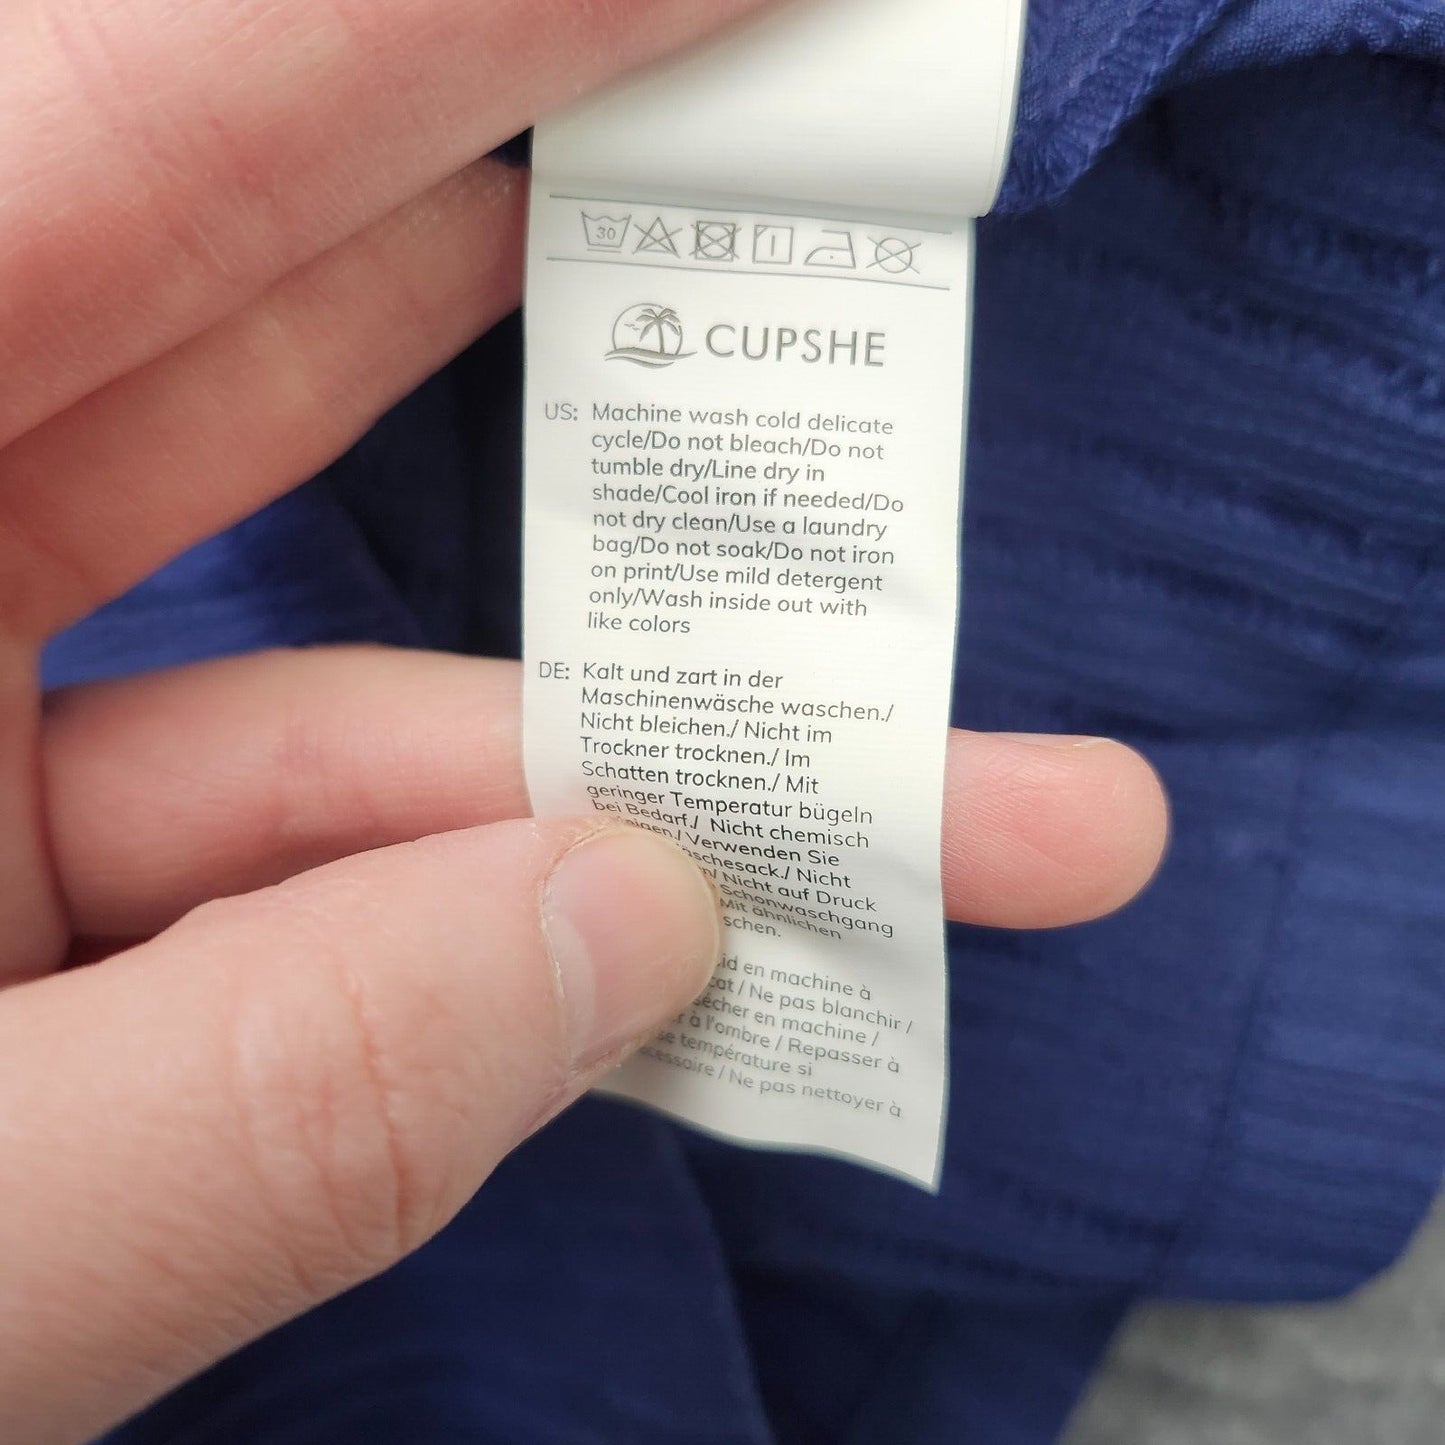 30
CUPSHE
US: Machine wash cold delicate
cycle/Do not bleach/Do not
tumble dry/Line dry in
shade/Cool iron if needed/Do
not dry clean/Use a laundry
bag/Do not soak/Do not iron
on print/Use mild detergent
only/Wash inside out with
like colors
DE: Kalt und zart in der
Maschinenwäsche waschen./
Nicht bleichen./ Nicht im
Trockner trocknen./ Im
Schatten trocknen./ Mit
geringer Temperatur bügeln
bei Bedarf./ Nicht chemisch
Verwenden Sie
Nicht
Nicht auf Druck
Schonwaschgang
Mit ähnlichen
en machine à
/ Ne pas blanchir /
en machine /
à l'ombre / Repasser à
température si
/ Ne pas nettoyer à